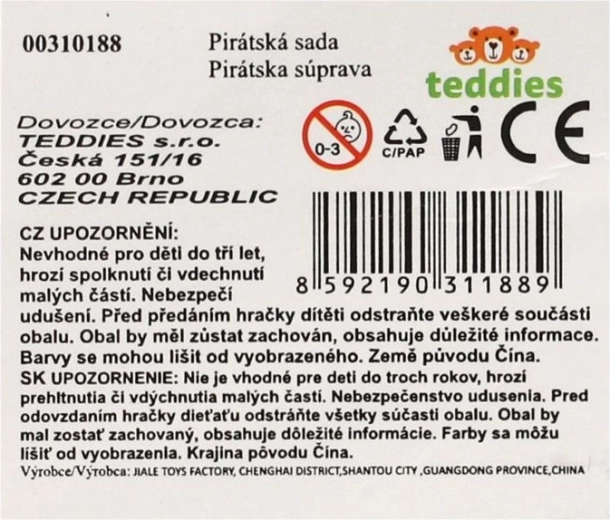 00310188
Pirátská sada
Pirátska súprava
teddies
Dovozce/Dovozca:
TEDDIES s.r.o.
Česká 151/16
602 00 Brno
CZECH REPUBLIC
0-3
C/PAP
CE
8 592190 311889
CZ UPOZORNĚNÍ:
Nevhodné pro děti do tří let,
hrozí spolknutí či vdechnutí
malých částí. Nebezpečí
udušení. Před předáním hračky dítěti odstraňte veškeré součásti
obalu. Obal by měl zůstat zachován, obsahuje důležité informace.
Barvy se mohou lišit od vyobrazeného. Země původu Čína.
SK UPOZORNENIE: Nie je vhodné pre deti do troch rokov, hrozí
prehltnutia či vdýchnutia malých častí. Nebezpečenstvo udusenia. Pred
odovzdaním hračky dieťaťu odstráňte všetky súčasti obalu. Obal by
mal zostať zachovaný, obsahuje dôležité informácie. Farby sa môžu
líšiť od vyobrazenia. Krajina pôvodu Čína.
Výrobce/Výrobca: JIALE TOYS FACTORY, CHENGHAI DISTRICT,SHANTOU CITY ,GUANGDONG PROVINCE,CHINA